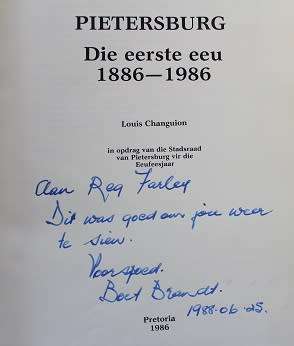 PIETERSBURG
Die eerste eeu
1886—1986
Louis Changuion
in opdrag van die Stadsraad
van Pietersburg vir die
Eeufeesjaar
Aan Reg Farley
Dit was goed om jou weer
te sien.
Voorspoed.
Boet Brandt.
1988-06-25.
Pretoria
1986